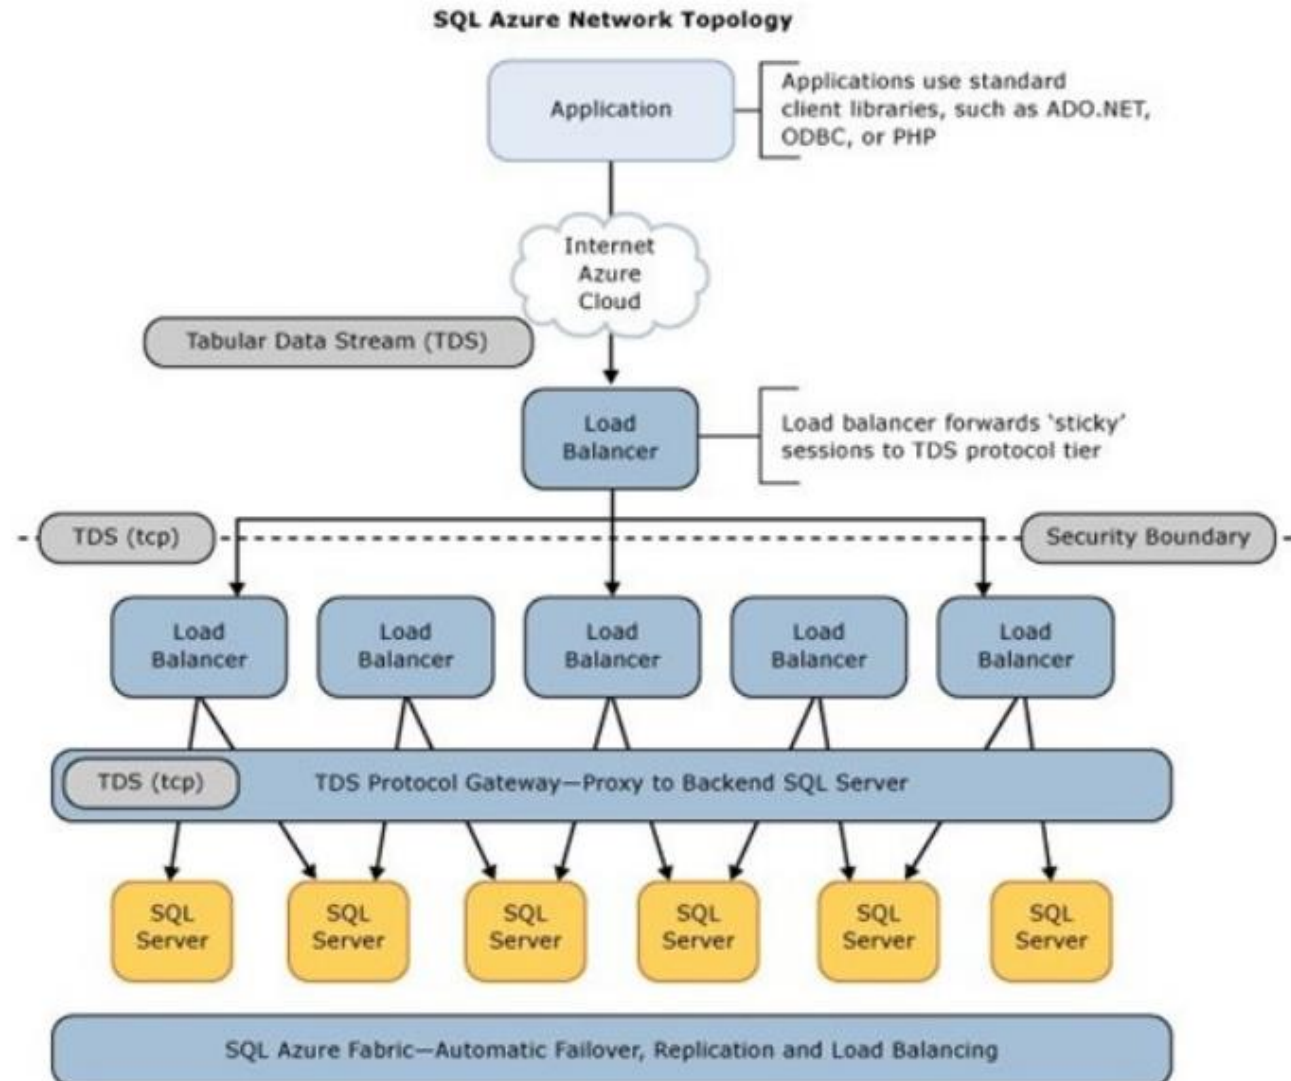 SQL Azure Network Topology
Application
Applications use standard
client libraries, such as ADO.NET,
ODBC, or PHP
Internet
Azure
Cloud
Tabular Data Stream (TDS)
Load
Balancer
Load balancer forwards ‘sticky’
sessions to TDS protocol tier
TDS (tcp)
Security Boundary
Load
Balancer
Load
Balancer
Load
Balancer
Load
Balancer
Load
Balancer
TDS (tcp)
TDS Protocol Gateway—Proxy to Backend SQL Server
SQL
Server
SQL
Server
SQL
Server
SQL
Server
SQL
Server
SQL
Server
SQL Azure Fabric—Automatic Failover, Replication and Load Balancing